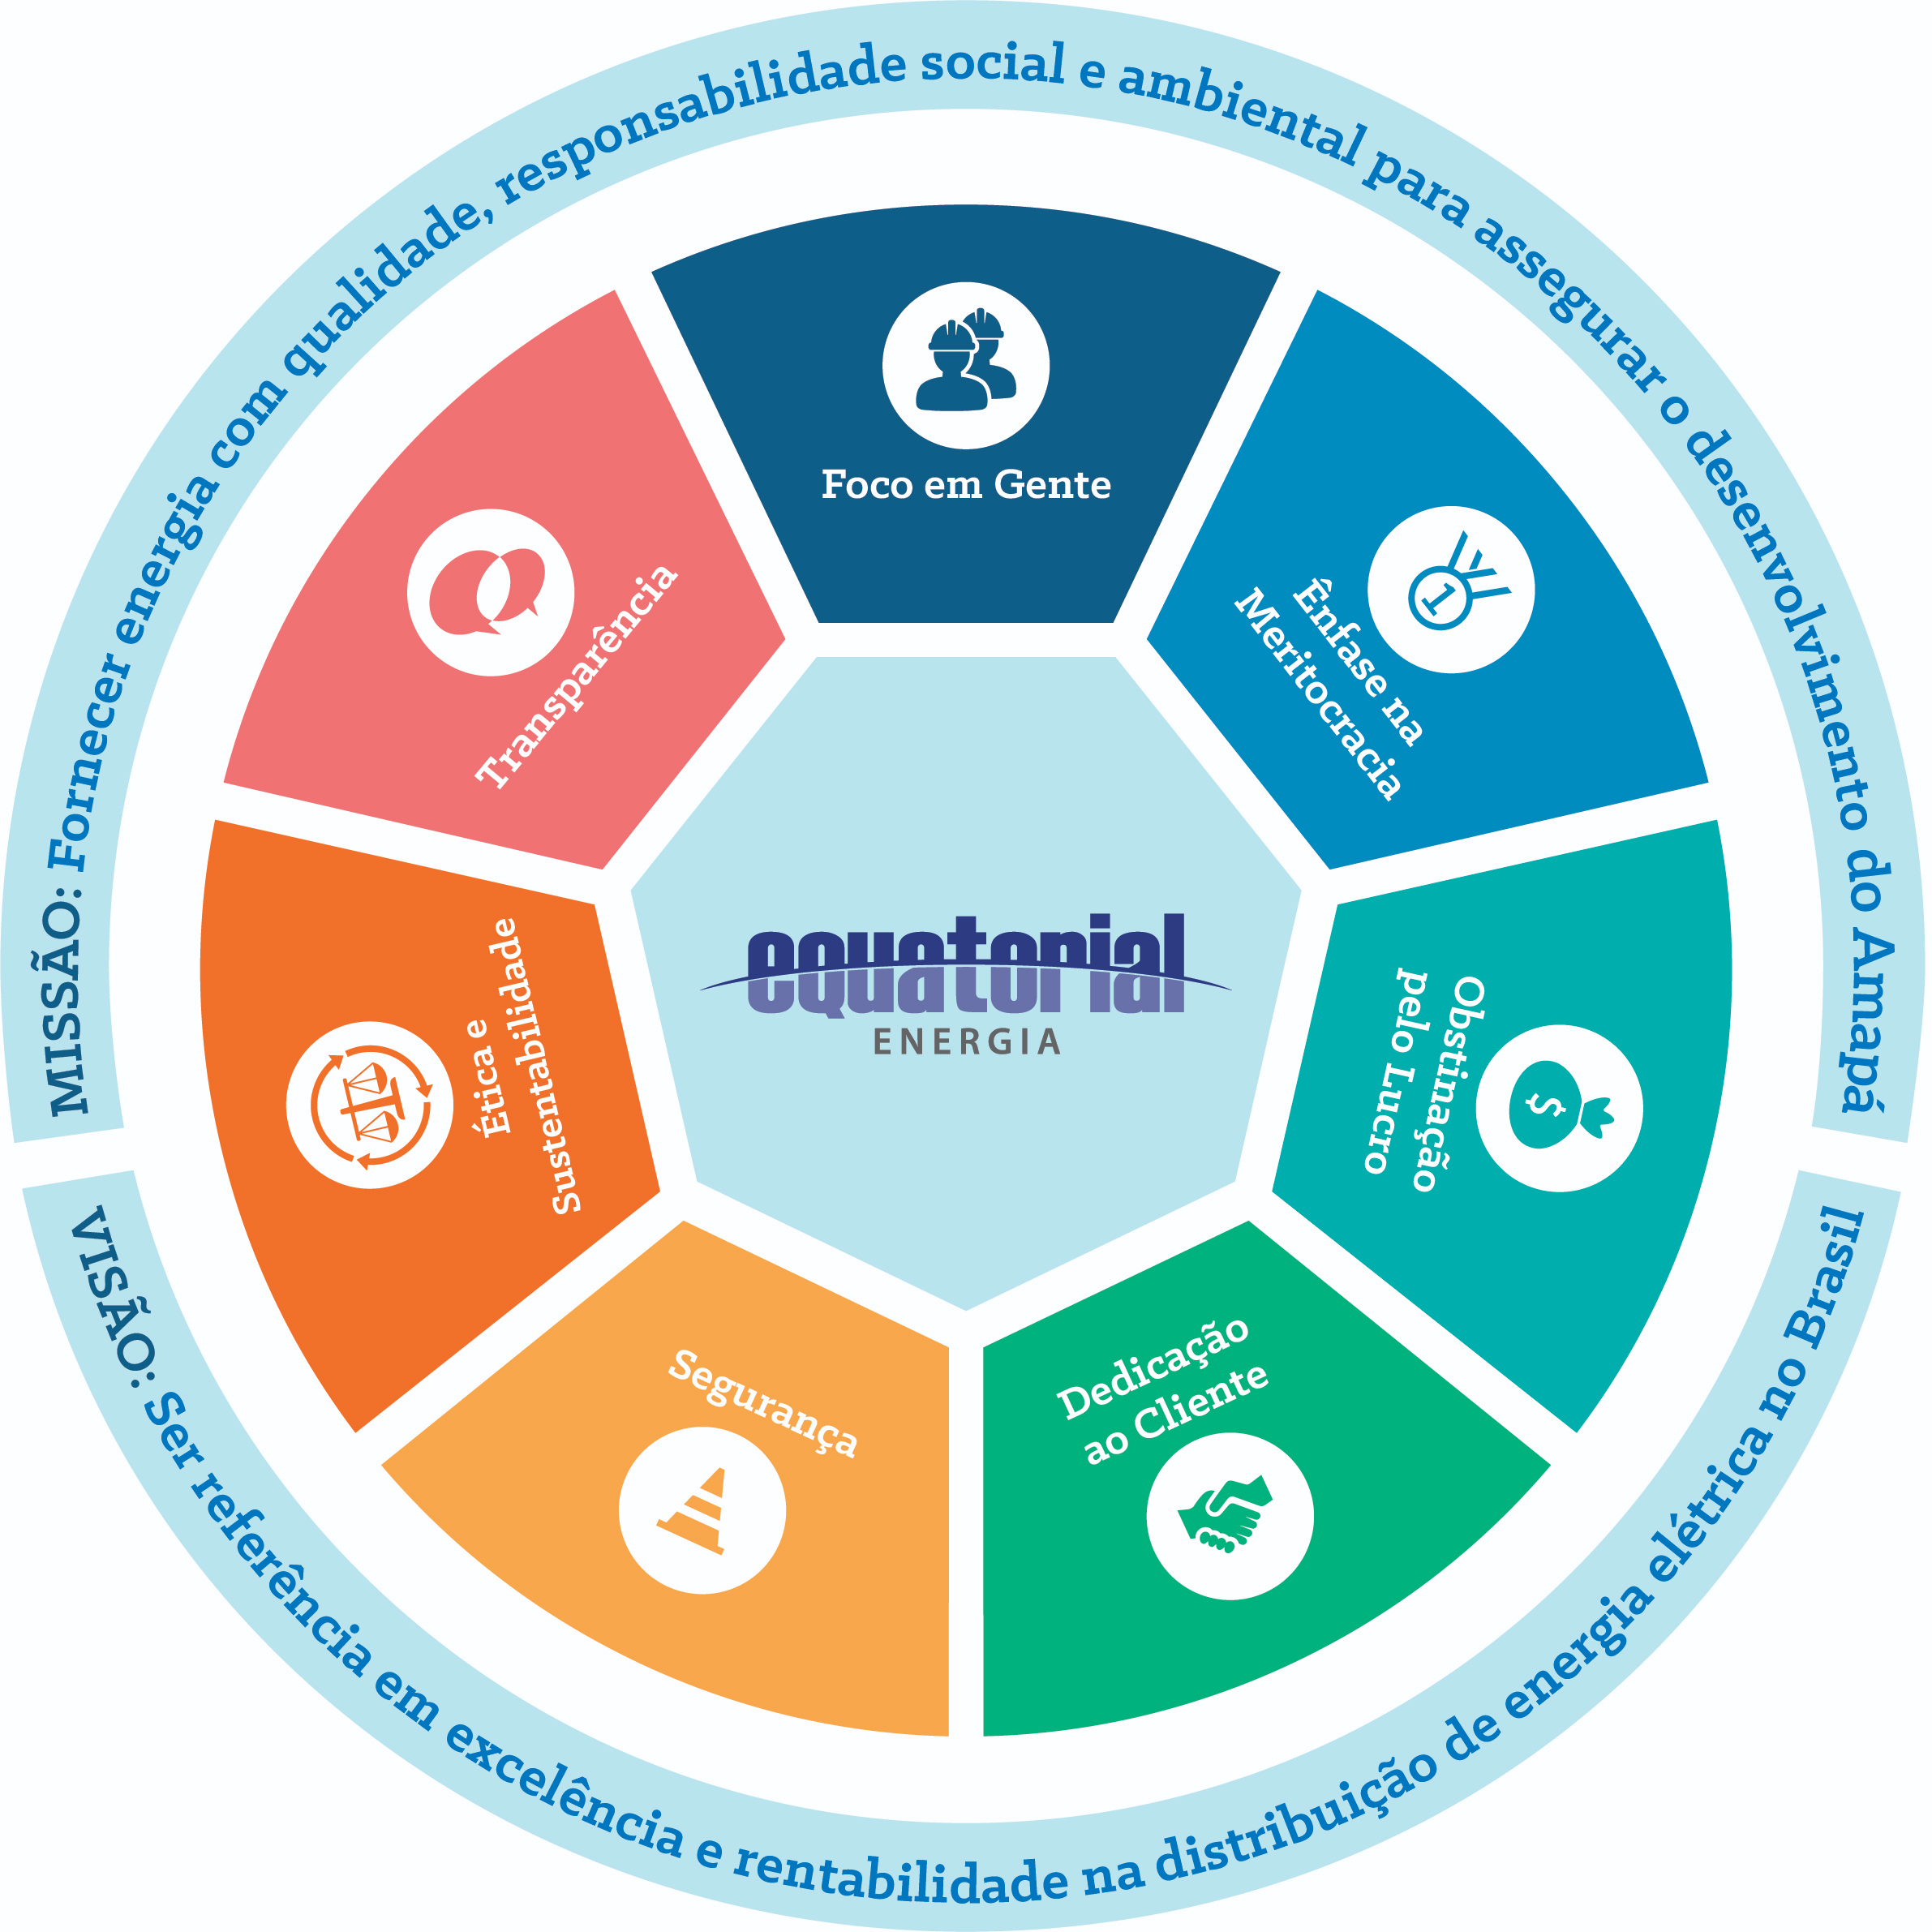 MISSÃO: Fornecer energia com qualidade, responsabilidade social e ambiental para assegurar o desenvolvimento do Amapá
Foco em Gente
Ênfase na
Meritocracia
Obstinação
pelo Lucro
Dedicação
ao Cliente
Segurança
Ética e
Sustentabilidade
Transparência
equatorial
ENERGIA
VISÃO: Ser referência em excelência e rentabilidade na distribuição de energia elétrica no Brasil